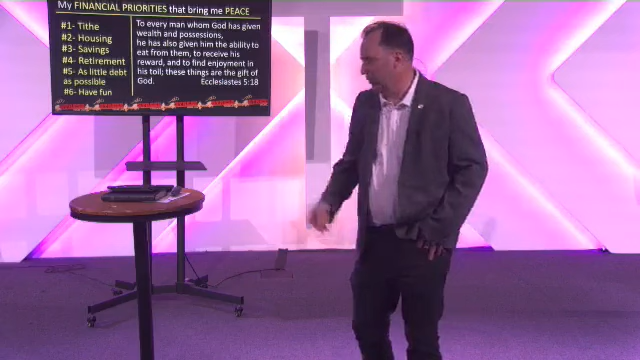 My FINANCIAL PRIORITIES that bring me PEACE
#1- Tithe
#2- Housing
#3- Savings
#4- Retirement
#5- As little debt
as possible
#6- Have fun
To every man whom God has given
wealth and possessions,
he has also given him the ability to
eat from them, to receive his
reward, and to find enjoyment in
his toil; these things are the gift of
God. Ecclesiastes 5:18